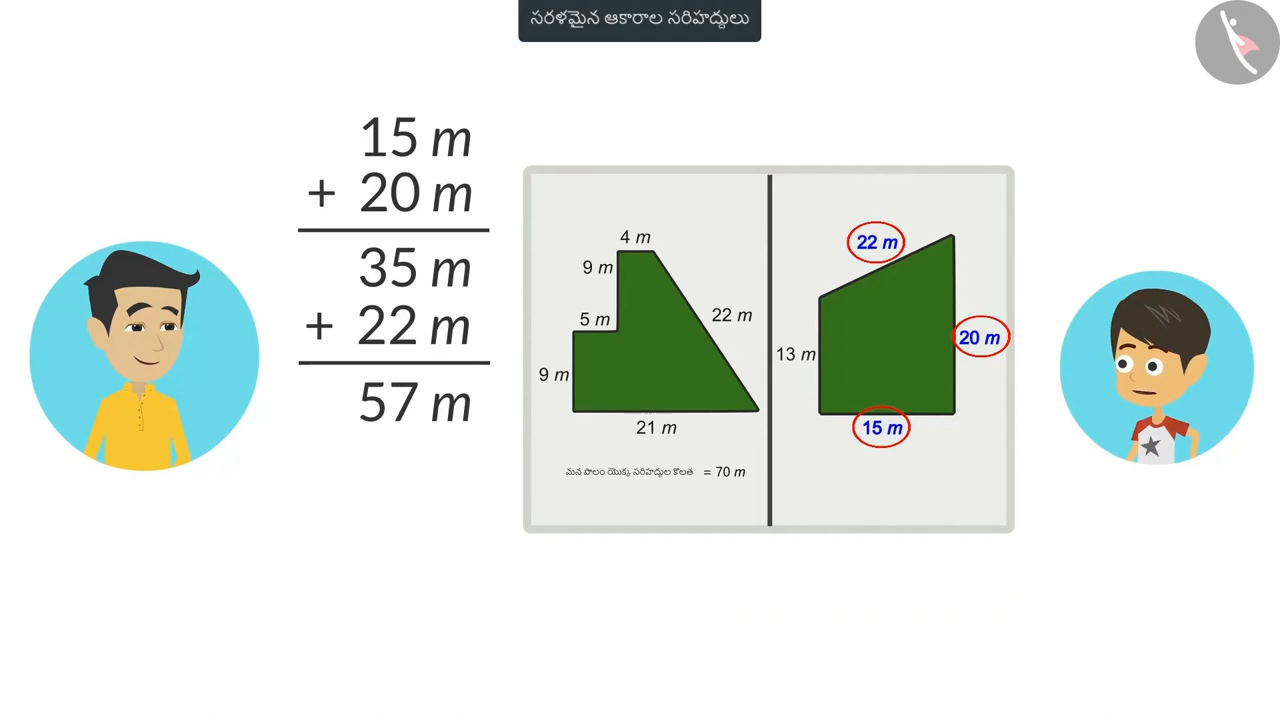 సరళమైన ఆకారాల సరిహద్దులు
15 m
+ 20 m
35 m
+ 22 m
57 m
4 m
9 m
5 m
22 m
9 m
21 m
మన పొలం యొక్క సరిహద్దుల కొలత = 70 m
22 m
20 m
13 m
15 m